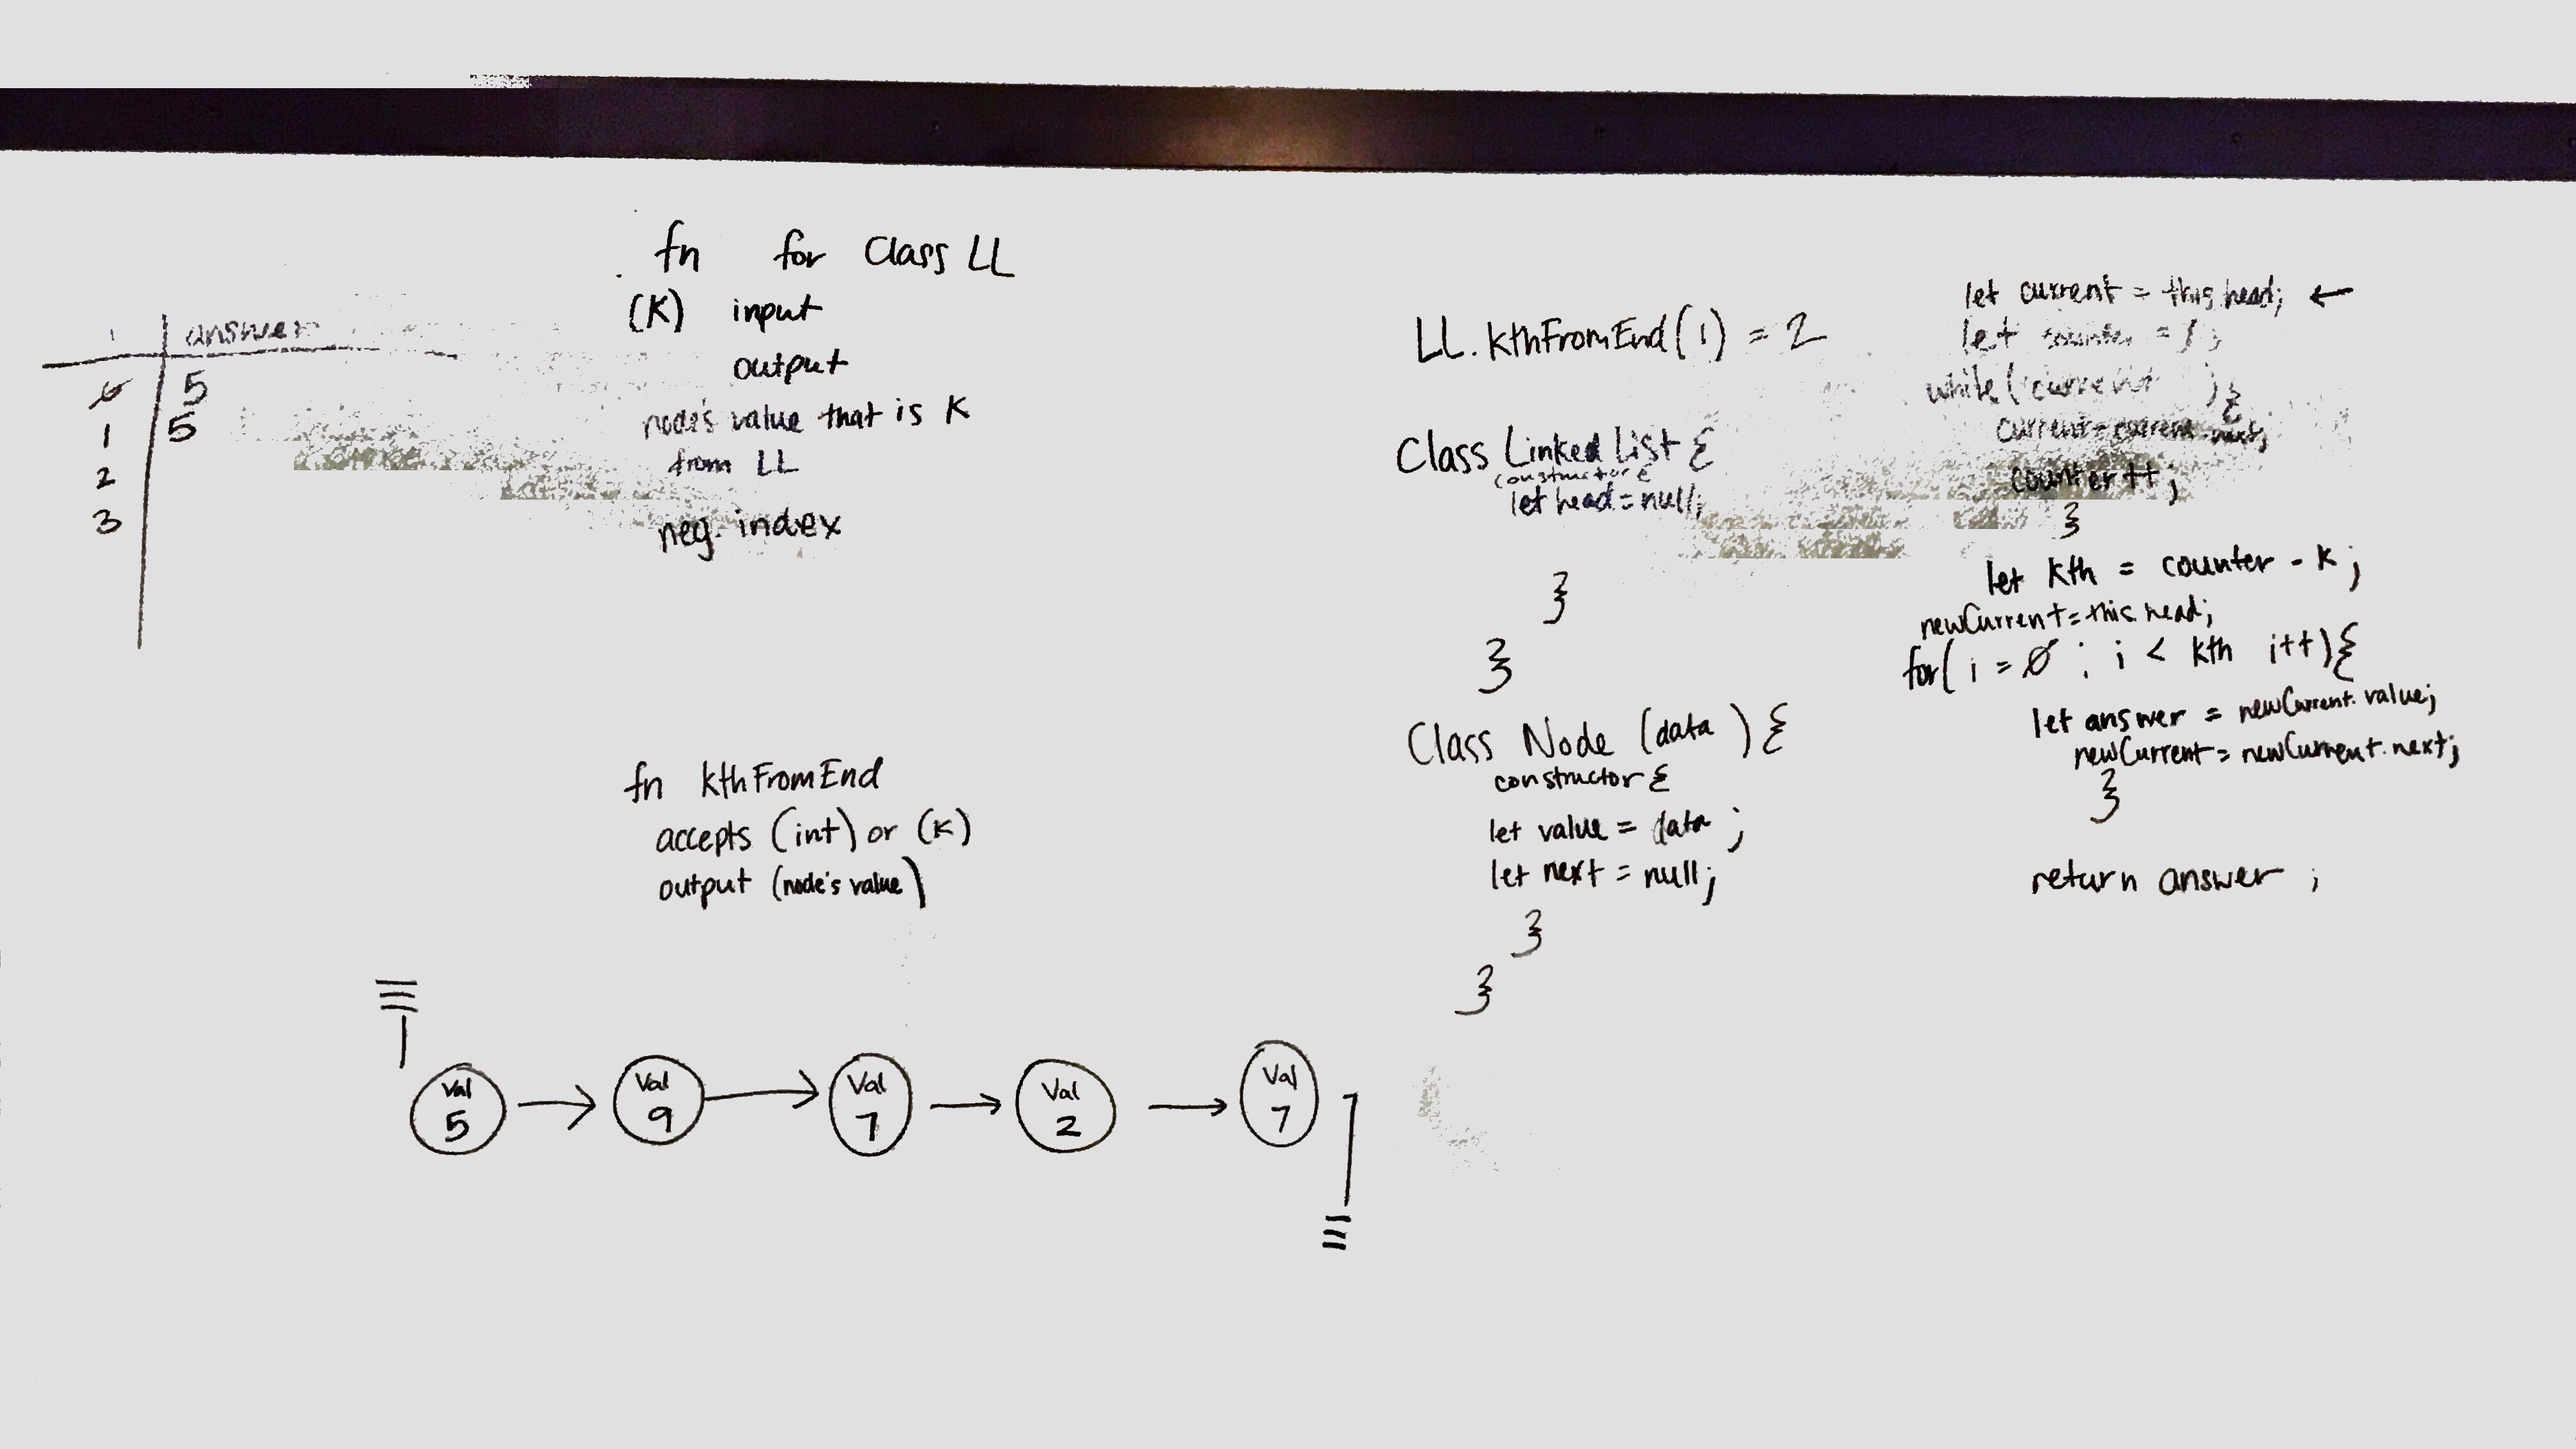 answer
0 5
1 5
2
3
fn for Class LL
(K) input
output
node's value that is K
from LL
neg. index
fn kthFromEnd
accepts (int) or (K)
output (node's value)
Val 5
Val 9
Val 7
Val 2
Val 7
LL.kthFromEnd(1) = 2
Class Linked List {
constructor {
let head = null;
}
}
Class Node (data) {
constructor {
let value = data ;
let next = null;
}
}
let current = this.head; ←
let counter =
while (current ) {
current = current.next;
counter++;
}
let kth = counter - k ;
newCurrent = this.head;
for( i = 0 ; i < kth i++){
let answer = newCurrent.value;
newCurrent = newCurrent.next;
}
return answer ;